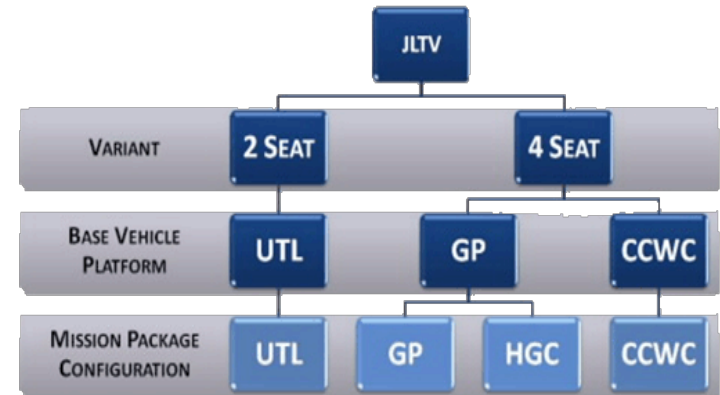 JLTV
VARIANT
2 SEAT
4 SEAT
BASE VEHICLE
PLATFORM
UTL
GP
CCWC
MISSION PACKAGE
CONFIGURATION
UTL
GP
HGC
CCWC